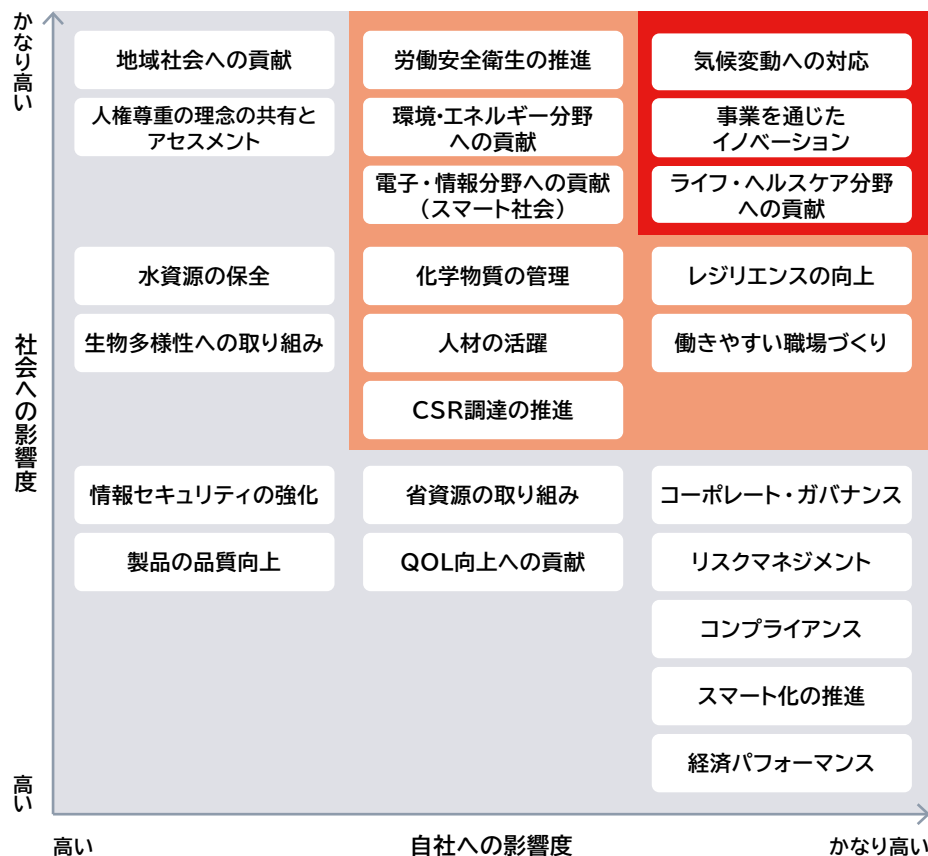 かなり高い
社会への影響度
高い
地域社会への貢献
人権尊重の理念の共有と
アセスメント
労働安全衛生の推進
環境・エネルギー分野
への貢献
電子・情報分野への貢献
（スマート社会）
気候変動への対応
事業を通じた
イノベーション
ライフ・ヘルスケア分野
への貢献
水資源の保全
生物多様性への取り組み
化学物質の管理
人材の活躍
CSR調達の推進
レジリエンスの向上
働きやすい職場づくり
情報セキュリティの強化
製品の品質向上
省資源の取り組み
QOL向上への貢献
コーポレート・ガバナンス
リスクマネジメント
コンプライアンス
スマート化の推進
経済パフォーマンス
高い
自社への影響度
かなり高い